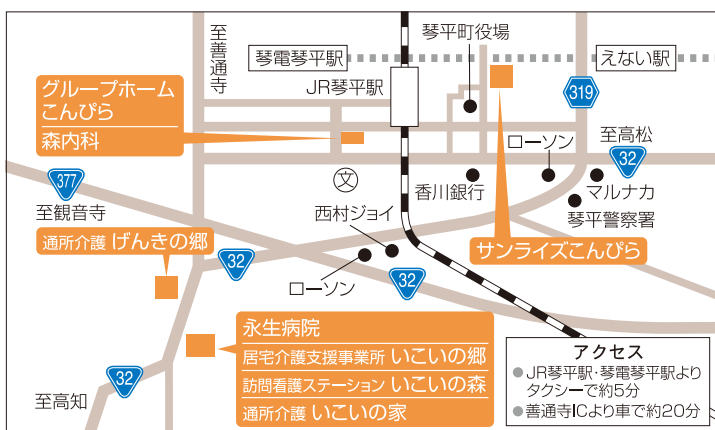 至善通寺
琴電琴平駅
琴平町役場
えない駅
JR琴平駅
319
グループホーム
こんぴら
森内科
ローソン
至高松
32
377
文
香川銀行
マルナカ
琴平警察署
至観音寺
西村ジョイ
サンライズこんぴら
通所介護 げんきの郷
32
ローソン
32
永生病院
居宅介護支援事業所 いこいの郷
訪問看護ステーション いこいの森
通所介護 いこいの家
32
至高知
アクセス
●JR琴平駅・琴電琴平駅より
タクシーで約5分
●善通寺ICより車で約20分